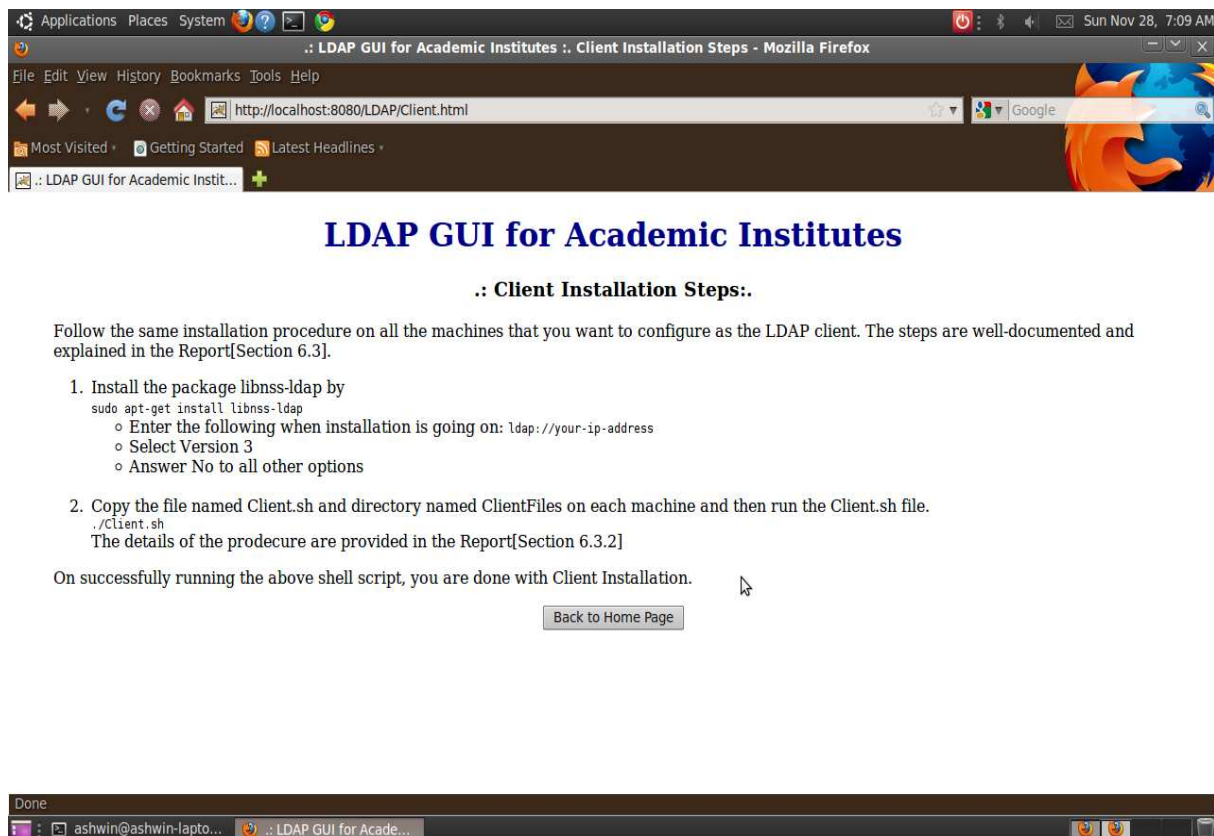 Applications Places System Sun Nov 28, 7:09 AM
.: LDAP GUI for Academic Institutes :. Client Installation Steps - Mozilla Firefox
File Edit View History Bookmarks Tools Help
http://localhost:8080/LDAP/Client.html Google
Most Visited Getting Started Latest Headlines
.: LDAP GUI for Academic Instit...
LDAP GUI for Academic Institutes
.: Client Installation Steps:.
Follow the same installation procedure on all the machines that you want to configure as the LDAP client. The steps are well-documented and
explained in the Report[Section 6.3].
1. Install the package libnss-ldap by
sudo apt-get install libnss-ldap
Enter the following when installation is going on: ldap://your-ip-address
Select Version 3
Answer No to all other options
2. Copy the file named Client.sh and directory named ClientFiles on each machine and then run the Client.sh file.
./Client.sh
The details of the prodecure are provided in the Report[Section 6.3.2]
On successfully running the above shell script, you are done with Client Installation.
Back to Home Page
Done
ashwin@ashwin-lapto... .: LDAP GUI for Acade...